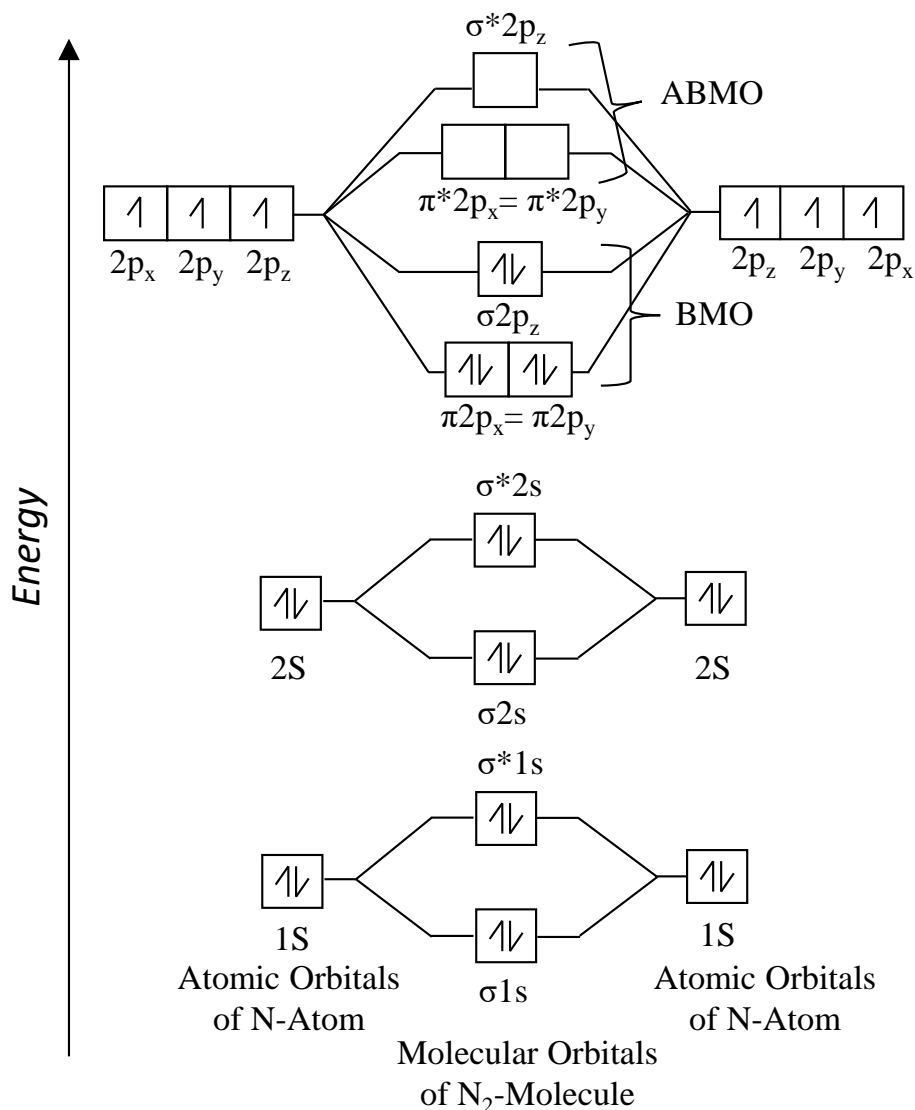 σ*2pz
ABMO
π*2px= π*2py
2px 2py 2pz
2pz 2py 2px
σ2pz
BMO
π2px= π2py
Energy
σ*2s
2S
2S
σ2s
σ*1s
1S
1S
σ1s
Atomic Orbitals
of N-Atom
Atomic Orbitals
of N-Atom
Molecular Orbitals
of N₂-Molecule